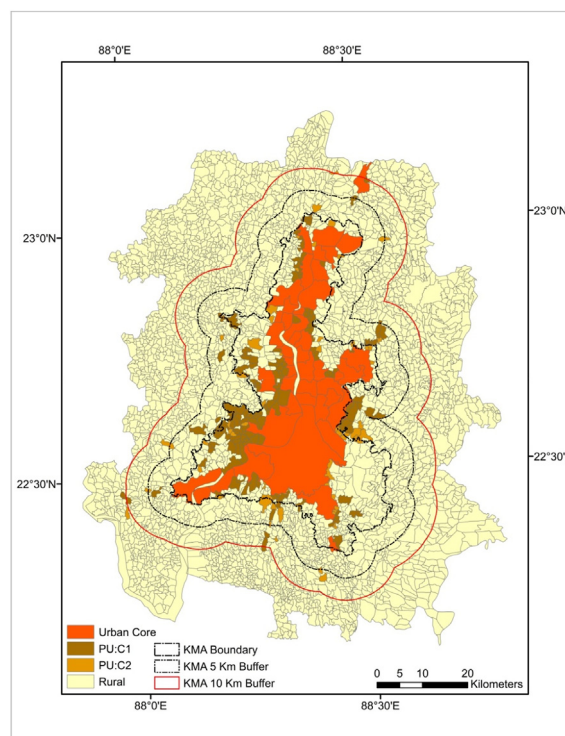 88°0'E 88°30'E
23°0'N 23°0'N
22°30'N 22°30'N
Urban Core
PU:C1 KMA Boundary
PU:C2 KMA 5 Km Buffer
Rural KMA 10 Km Buffer
0 5 10 20
Kilometers
88°0'E 88°30'E